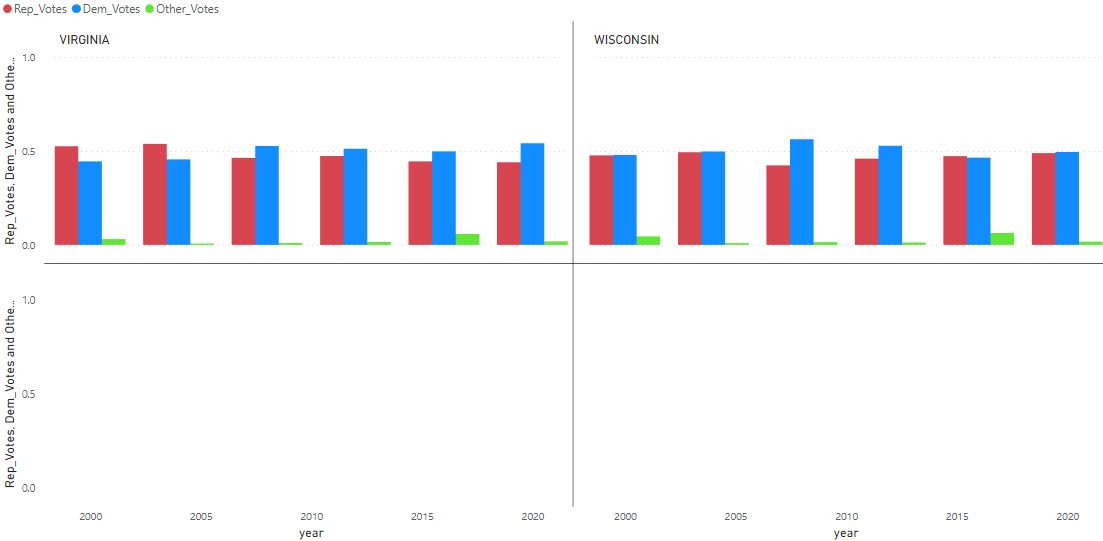 Rep_Votes Dem_Votes Other_Votes
VIRGINIA
WISCONSIN
Rep_Votes, Dem_Votes and Othe...
1.0
0.5
0.0
Rep_Votes, Dem_Votes and Othe...
1.0
0.5
0.0
2000 2005 2010 2015 2020
year
2000 2005 2010 2015 2020
year